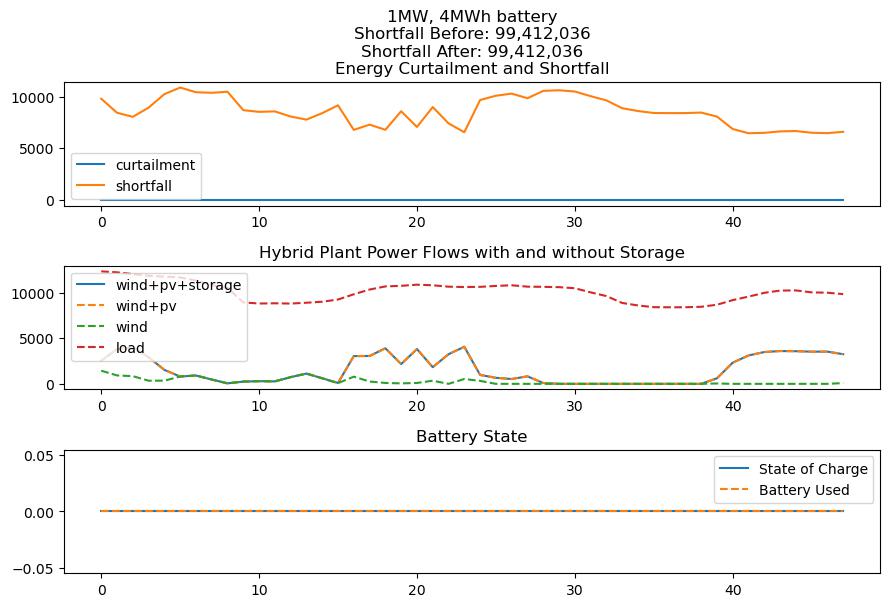 1MW, 4MWh battery
Shortfall Before: 99,412,036
Shortfall After: 99,412,036
Energy Curtailment and Shortfall
10000
5000
0
curtailment
shortfall
0 10 20 30 40
Hybrid Plant Power Flows with and without Storage
10000
5000
0
wind+pv+storage
wind+pv
wind
load
0 10 20 30 40
Battery State
0.05
0.00
−0.05
State of Charge
Battery Used
0 10 20 30 40